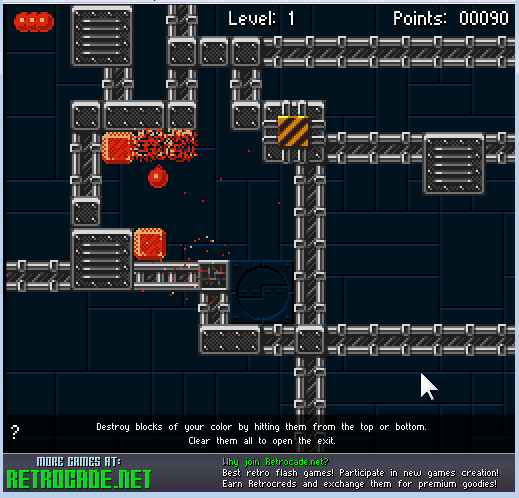 Level: 1
Points: 00090
?
Destroy blocks of your color by hitting them from the top or bottom.
Clear them all to open the exit.
MORE GAMES AT:
RETROCADE.NET
Why join Retrocade.net?
Best retro flash games! Participate in new games creation!
Earn Retrocreds and exchange them for premium goodies!